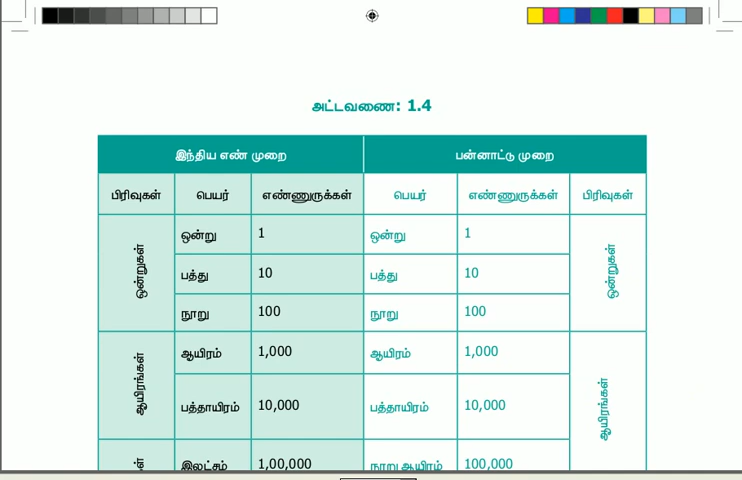 அட்டவணை: 1.4
இந்திய எண் முறை பன்னாட்டு முறை
பிரிவுகள் பெயர் எண்ணுருக்கள் பெயர் எண்ணுருக்கள் பிரிவுகள்
ஒன்றுகள் ஒன்று 1 ஒன்று 1 ஒன்றுகள்
பத்து 10 பத்து 10
நூறு 100 நூறு 100
ஆயிரங்கள் ஆயிரம் 1,000 ஆயிரம் 1,000 ஆயிரங்கள்
பத்தாயிரம் 10,000 பத்தாயிரம் 10,000
இலட்சம் 1,00,000 நூறு ஆயிரம் 100,000